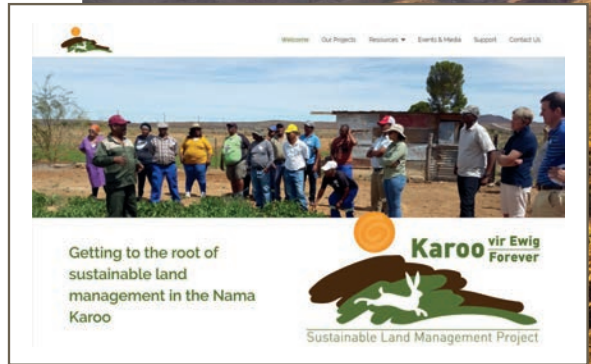 Welcome Our Projects Resources Events & Media Support Contact Us
Getting to the root of
sustainable land
management in the Nama
Karoo
Karoo vir Ewig
Forever
Sustainable Land Management Project